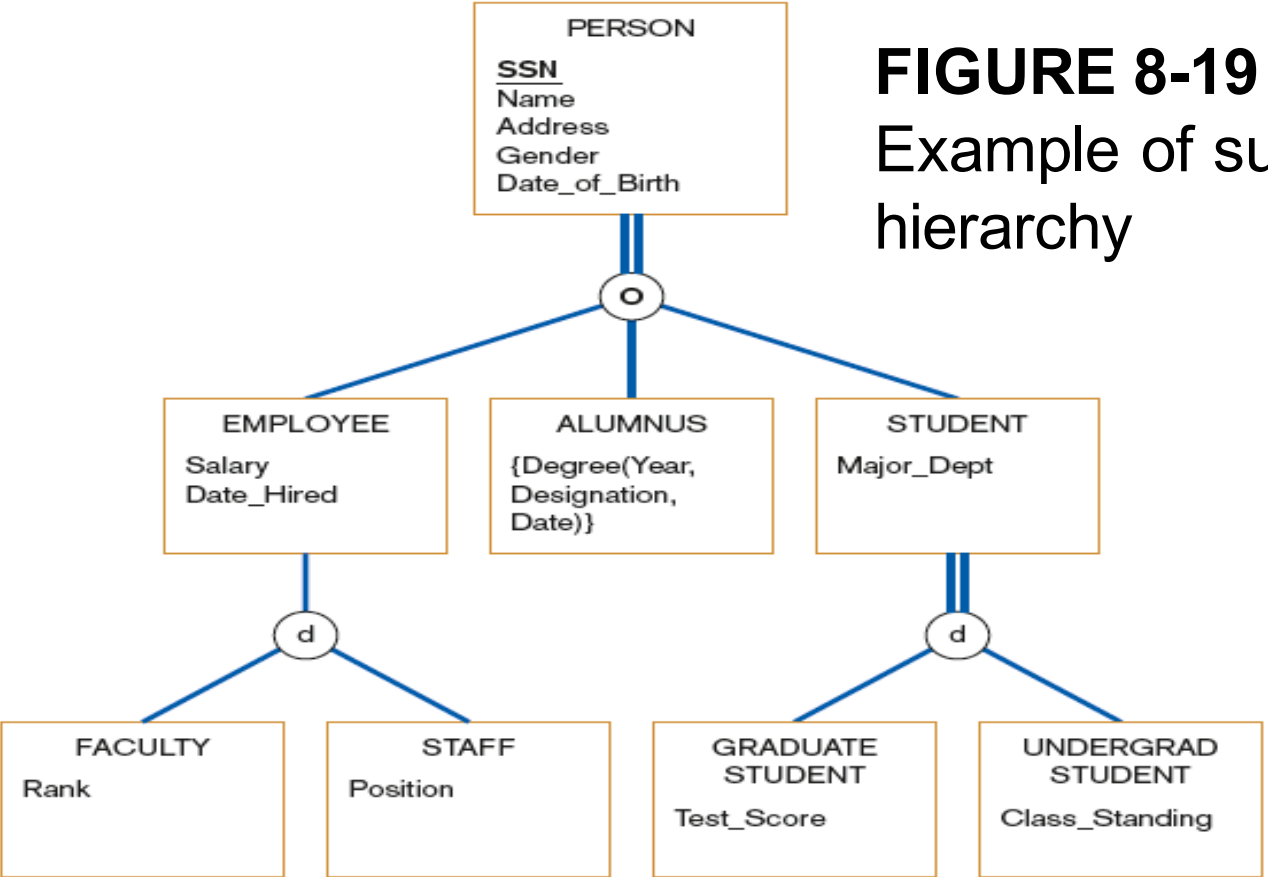 PERSON
SSN
Name
Address
Gender
Date_of_Birth
FIGURE 8-19
Example of su
hierarchy
O
EMPLOYEE
Salary
Date_Hired
ALUMNUS
{Degree(Year,
Designation,
Date)}
STUDENT
Major_Dept
d
d
FACULTY
Rank
STAFF
Position
GRADUATE
STUDENT
Test_Score
UNDERGRAD
STUDENT
Class_Standing